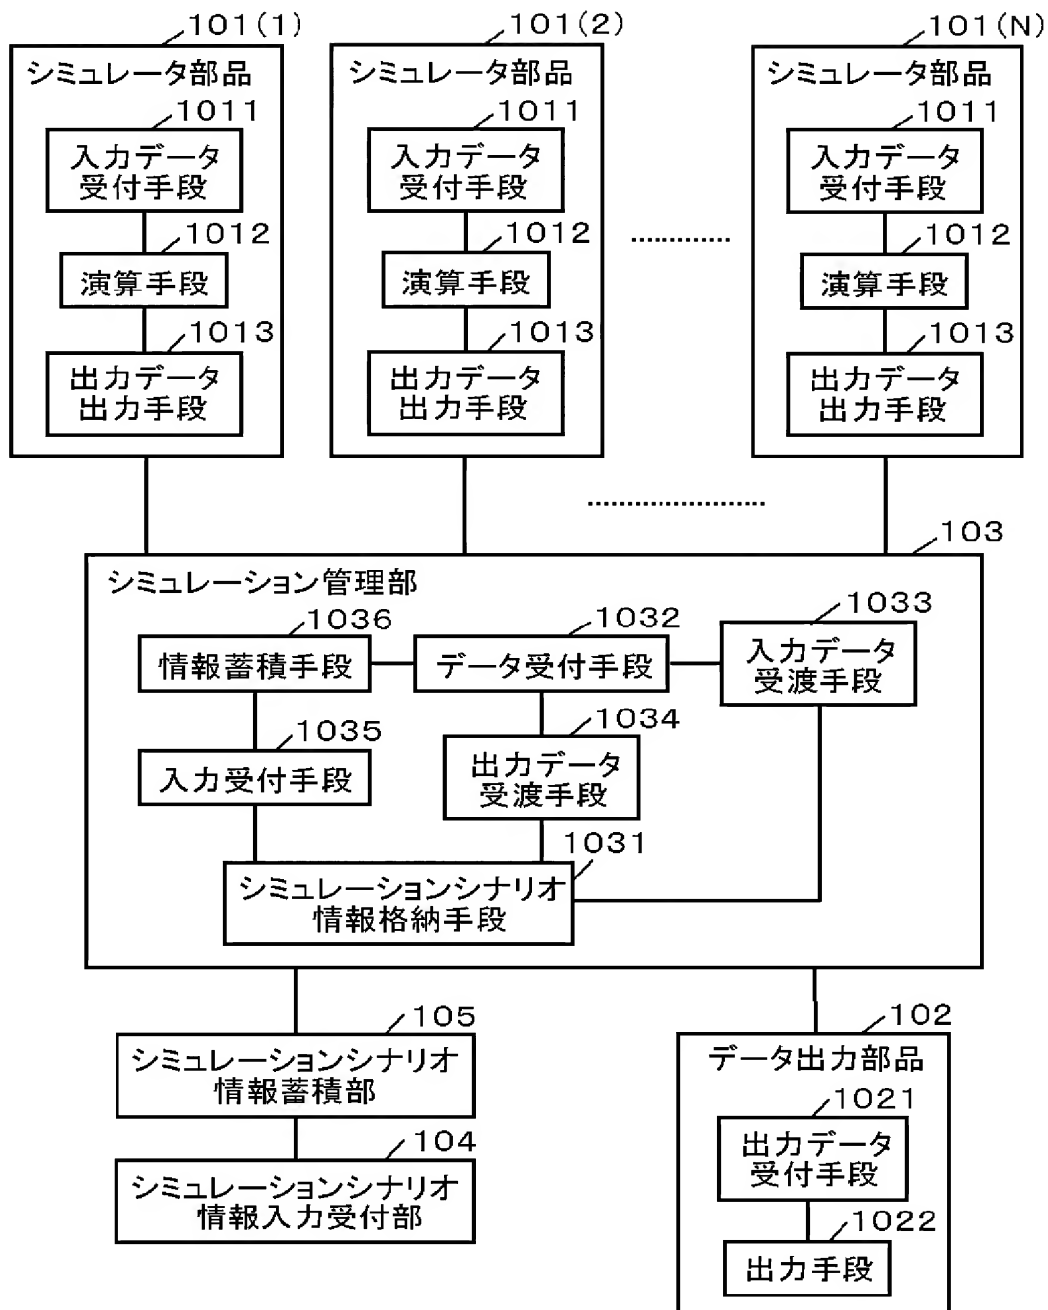 101(1)
101(2)
101(N)
シミュレータ部品
シミュレータ部品
シミュレータ部品
1011
1011
1011
入力データ
受付手段
入力データ
受付手段
入力データ
受付手段
1012
1012
1012
演算手段
演算手段
演算手段
1013
1013
1013
出力データ
出力手段
出力データ
出力手段
出力データ
出力手段
103
シミュレーション管理部
1036
1032
1033
情報蓄積手段
データ受付手段
入力データ
受渡手段
1035
1034
入力受付手段
出力データ
受渡手段
1031
シミュレーションシナリオ
情報格納手段
105
シミュレーションシナリオ
情報蓄積部
104
シミュレーションシナリオ
情報入力受付部
102
データ出力部品
1021
出力データ
受付手段
1022
出力手段